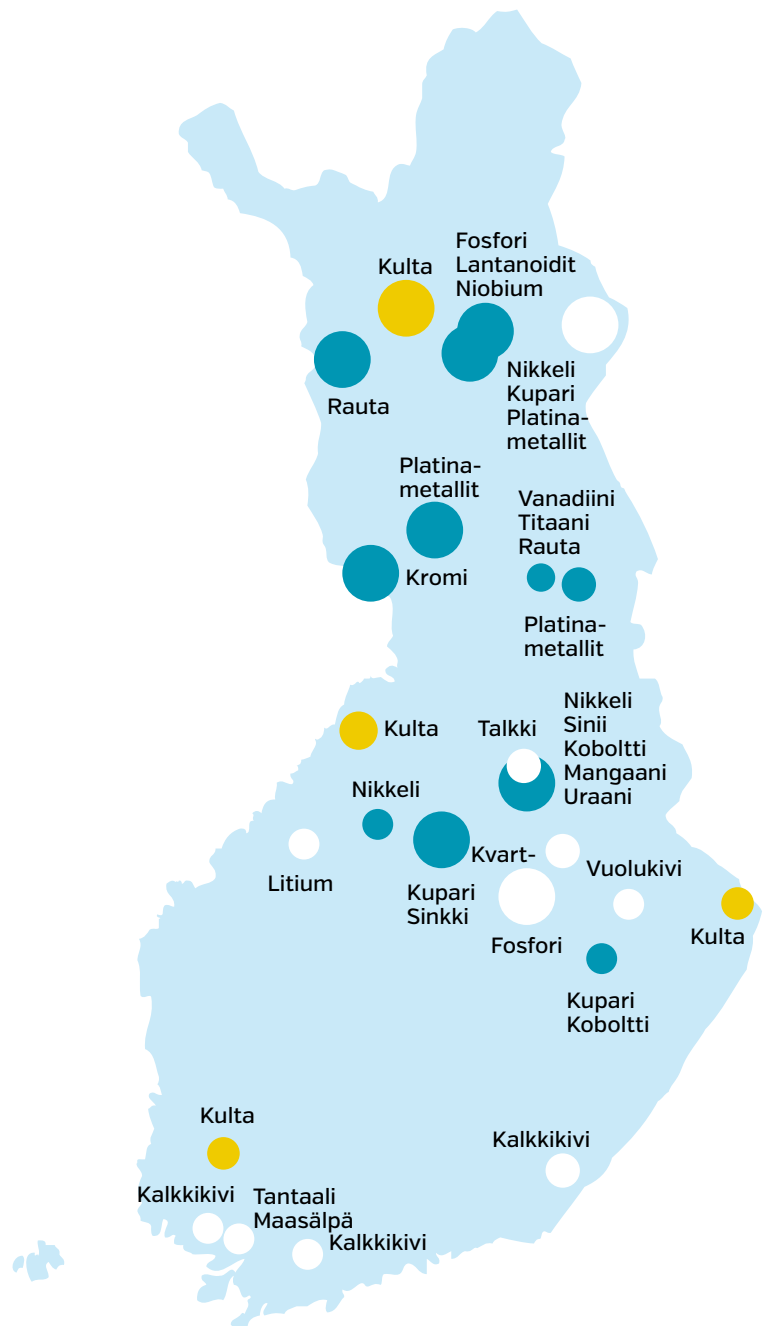 Fosfori
Lantanoidit
Niobium
Kulta
Nikkeli
Kupari
Platina-
metallit
Rauta
Platina-
metallit
Vanadiini
Titaani
Rauta
Kromi
Platina-
metallit
Nikkeli
Sinii
Koboltti
Mangaani
Uraani
Talkki
Kulta
Nikkeli
Kvart-
Vuolukivi
Litium
Kupari
Sinkki
Fosfori
Kulta
Kupari
Koboltti
Kulta
Kalkkikivi
Kalkkikivi
Tantaali
Maasälpä
Kalkkikivi